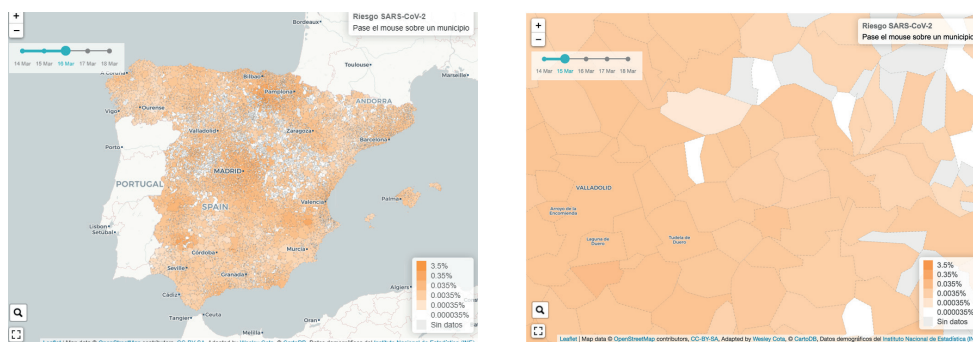 +
−
Riesgo SARS-CoV-2
Pase el mouse sobre un municipio
14 Mar 15 Mar 16 Mar 17 Mar 18 Mar
Bordeaux
Toulouse
Marseille
A Coruña
Bilbao
Pamplona
ANDORRA
Vigo
Ourense
Valladolid
Zaragoza
Barcelona
Porto
MADRID
PORTUGAL
SPAIN
Valencia
Palma
Lisbon
Setúbal
Córdoba
Murcia
Seville
Granada
Cádiz
Algiers
Tangier
Ceuta
Oran
Melilla
3.5%
0.35%
0.035%
0.0035%
0.00035%
0.000035%
Sin datos
+
−
Riesgo SARS-CoV-2
Pase el mouse sobre un municipio
14 Mar 15 Mar 16 Mar 17 Mar 18 Mar
VALLADOLID
Arroyo de la
Encomienda
Laguna de
Duero
Tudela de
Duero
3.5%
0.35%
0.035%
0.0035%
0.00035%
0.000035%
Sin datos
Leaflet | Map data © OpenStreetMap contributors, CC-BY-SA, Adapted by Wesley Cota, © CartoDB, Datos demográficos del Instituto Nacional de Estadística